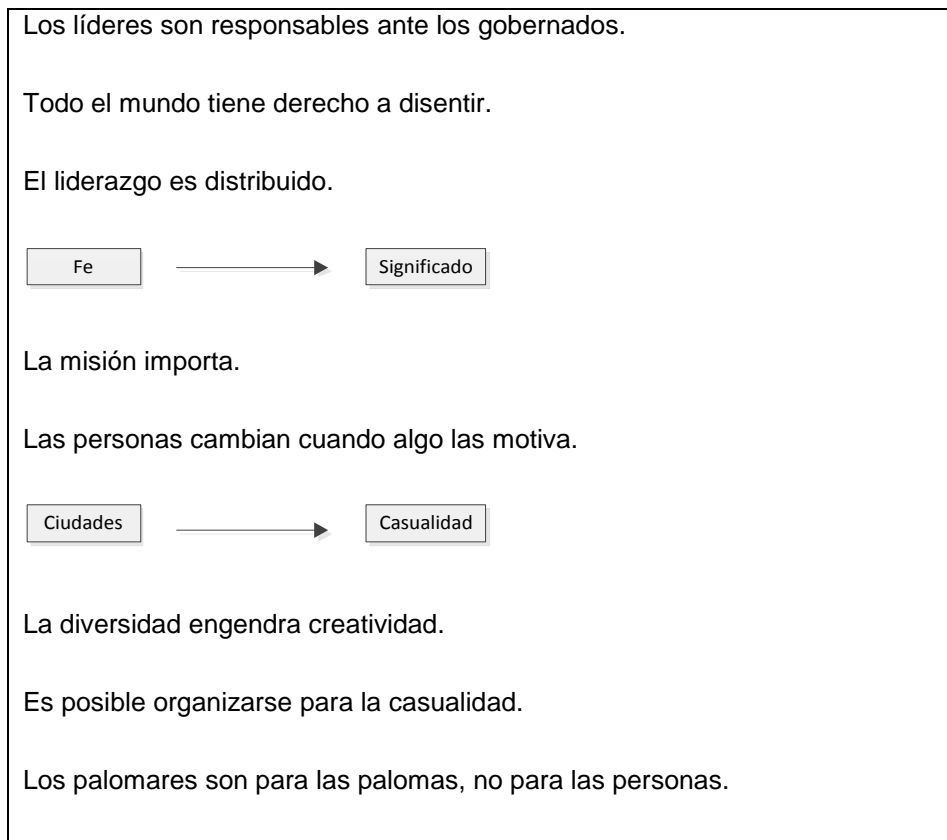 Los líderes son responsables ante los gobernados.
Todo el mundo tiene derecho a disentir.
El liderazgo es distribuido.
Fe Significado
La misión importa.
Las personas cambian cuando algo las motiva.
Ciudades Casualidad
La diversidad engendra creatividad.
Es posible organizarse para la casualidad.
Los palomares son para las palomas, no para las personas.